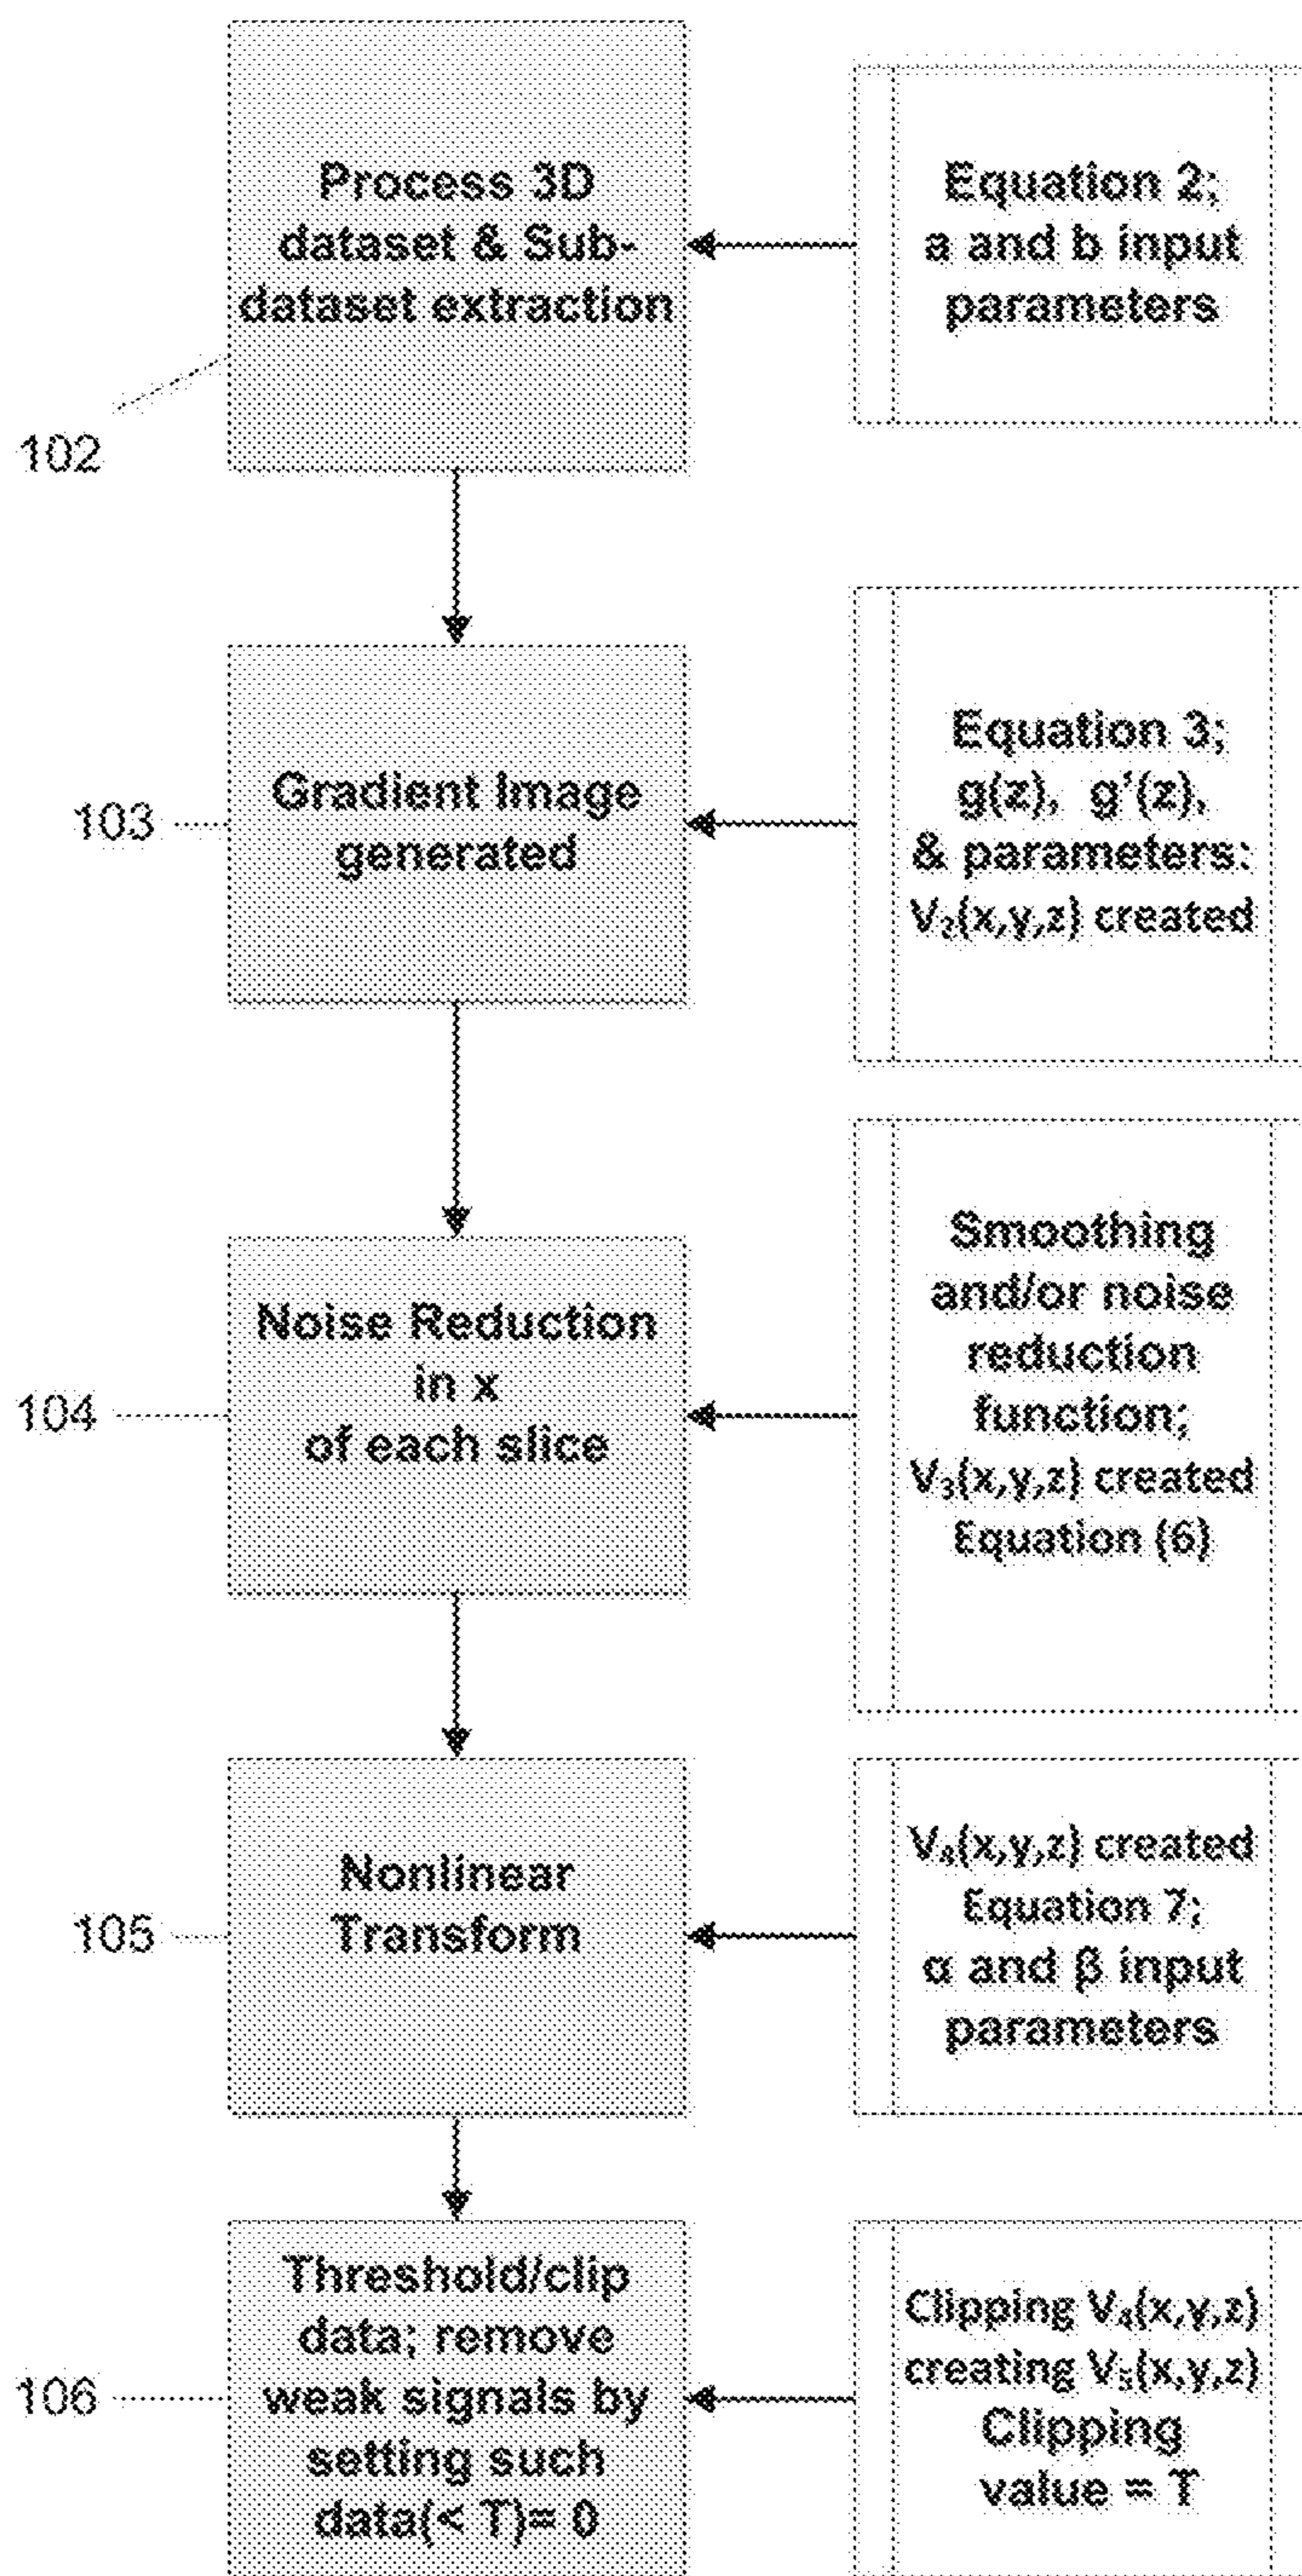 Process 3D
dataset & Sub-
dataset extraction
102
Equation 2;
a and b input
parameters
Gradient Image
generated
103
Equation 3;
g(z), g'(z),
& parameters:
V₂(x,y,z) created
Noise Reduction
in x
of each slice
104
Smoothing
and/or noise
reduction
function;
V₃(x,y,z) created
Equation (6)
Nonlinear
Transform
105
V₄(x,y,z) created
Equation 7;
α and β input
parameters
Threshold/clip
data; remove
weak signals by
setting such
data(< T)= 0
106
Clipping V₄(x,y,z)
creating V₅(x,y,z)
Clipping
value = T